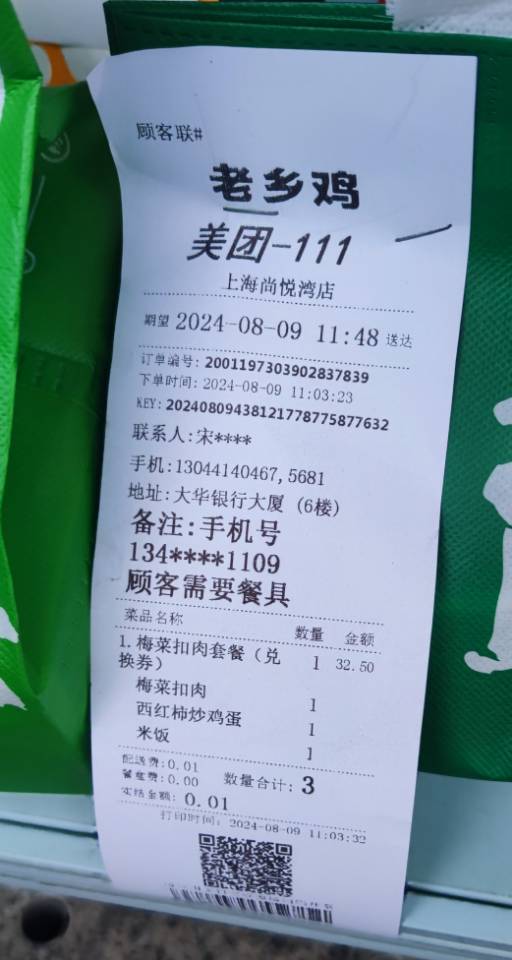 顾客联#
老乡鸡
美团-111
上海尚悦湾店
期望 2024-08-09 11:48 送达
订单编号: 2001197303902837839
下单时间: 2024-08-09 11:03:23
KEY: 20240809438121778775877632
联系人:宋****
手机:13044140467,5681
地址:大华银行大厦 (6楼)
备注:手机号
134****1109
顾客需要餐具
菜品名称 数量 金额
1.梅菜扣肉套餐（兑 1 32.50
换券）
梅菜扣肉 1
西红柿炒鸡蛋 1
米饭 1
配送费:0.01
餐盒费:0.00 数量合计: 3
实结金额: 0.01
打印时间: 2024-08-09 11:03:32